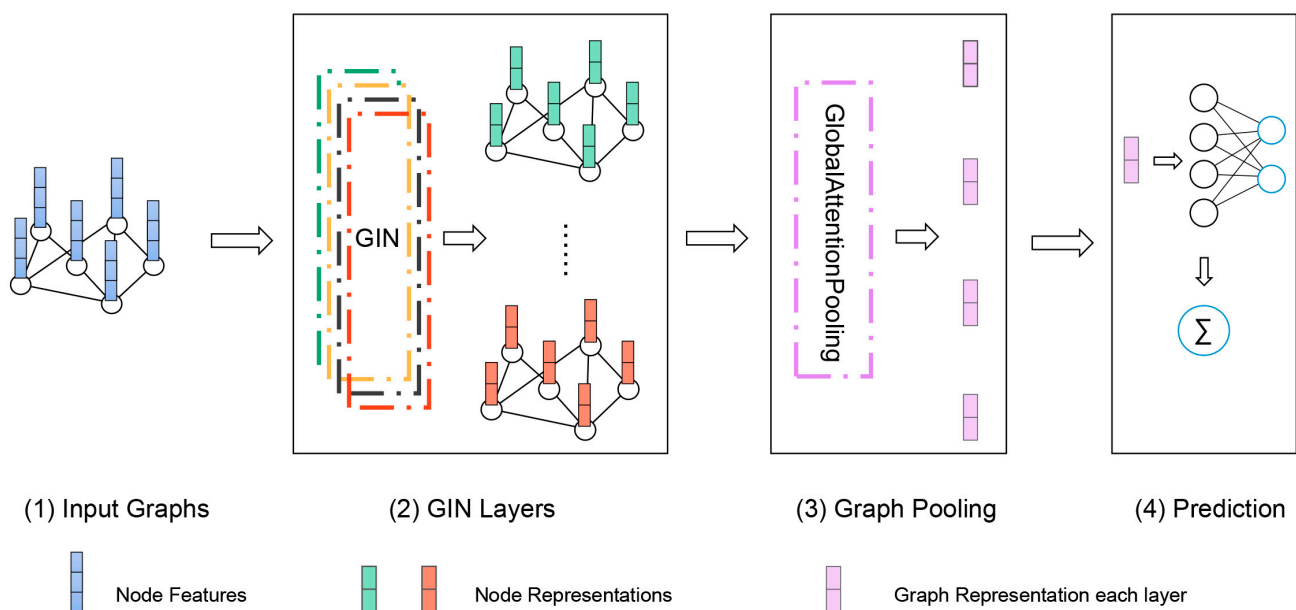 GIN
GlobalAttentionPooling
Σ
(1) Input Graphs
(2) GIN Layers
(3) Graph Pooling
(4) Prediction
Node Features
Node Representations
Graph Representation each layer